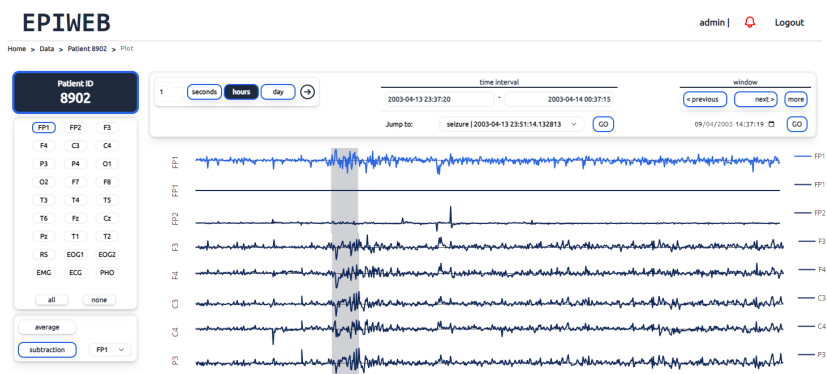 EPIWEB
admin | Logout
Home > Data > Patient 8902 > Plot
Patient ID
8902
1 seconds hours day
time interval
2003-04-13 23:37:20 - 2003-04-14 00:37:15
Jump to: seizure | 2003-04-13 23:51:14.132813 GO
window
< previous next > more
09/04/2003 14:37:19 GO
FP1 FP2 F3
F4 C3 C4
P3 P4 O1
O2 F7 F8
T3 T4 T5
T6 Fz Cz
Pz T1 T2
RS EOG1 EOG2
EMG ECG PHO
all none
average
subtraction FP1
FP1 FP1
FP1 FP1
FP2 FP2
F3 F3
F4 F4
C3 C3
C4 C4
P3 P3